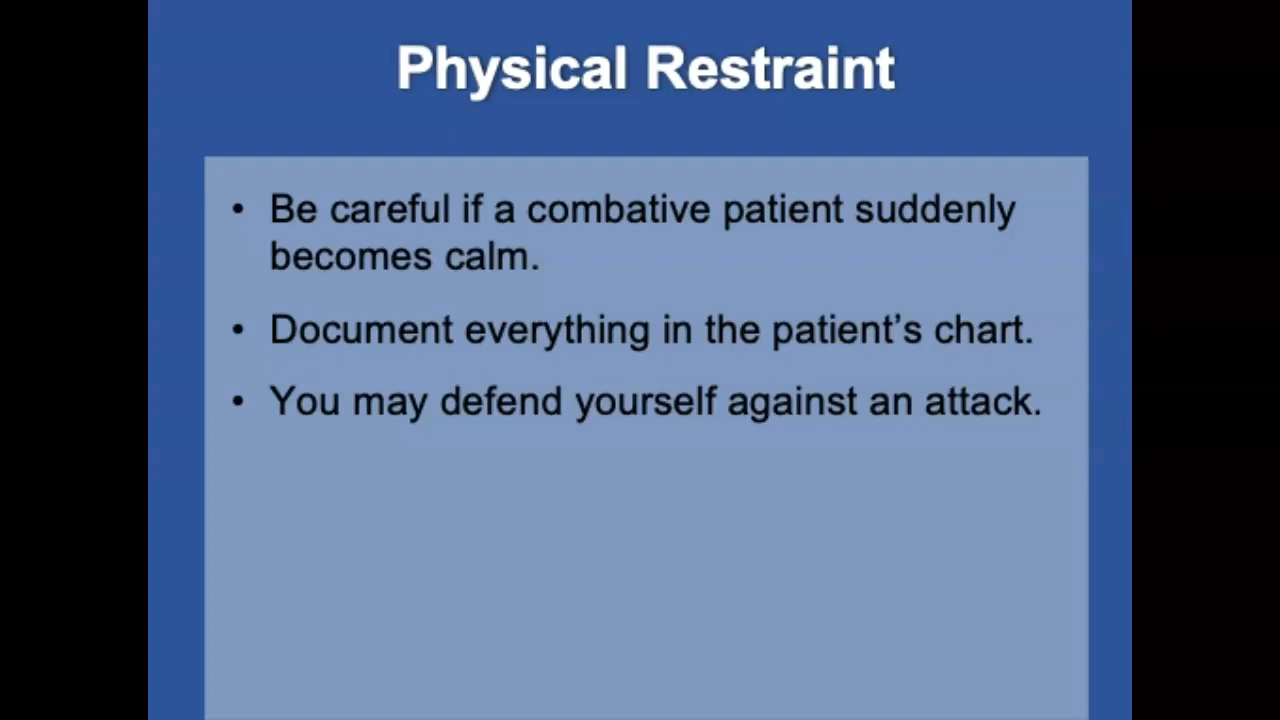 Physical Restraint
• Be careful if a combative patient suddenly
becomes calm.
• Document everything in the patient’s chart.
• You may defend yourself against an attack.